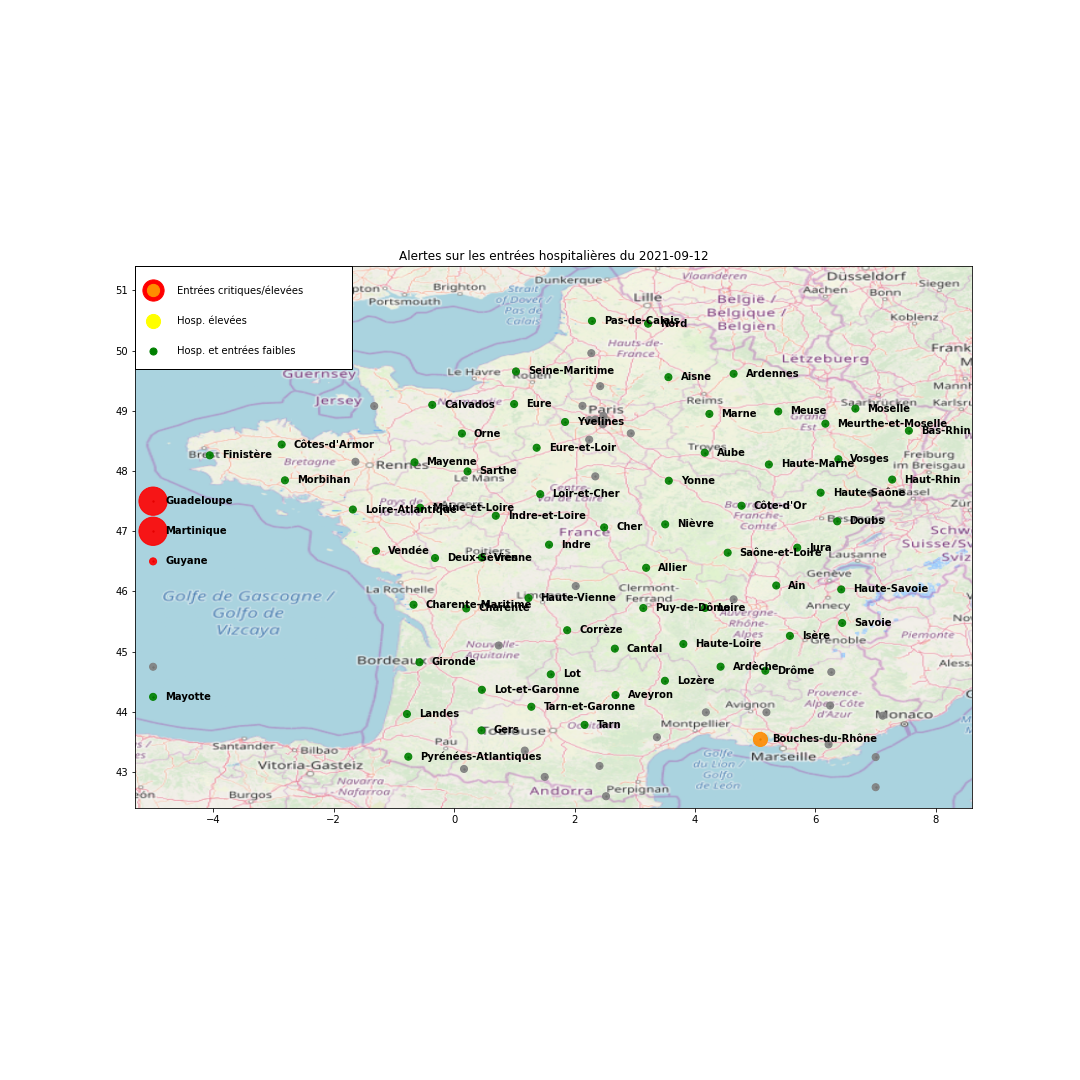 Alertes sur les entrées hospitalières du 2021-09-12
Entrées critiques/élevées
Hosp. élevées
Hosp. et entrées faibles
51
50
49
48
47
46
45
44
43
−4
−2
0
2
4
6
8
Brighton
Portsmouth
Strait of Dover / Pas de Calais
Dunkerque
Lille
Vlaanderen
België / Belgique / Belgien
Düsseldorf
Aachen
Bonn
Siegen
Koblenz
Pas-de-Calais
Nord
Hauts-de-France
Lëtzebuerg
Guernsey
Jersey
Le Havre
Rouen
Seine-Maritime
Aisne
Ardennes
Calvados
Eure
Paris
Yvelines
Reims
Marne
Meuse
Saarbrücken
Moselle
Meurthe-et-Moselle
Bas-Rhin
Grand Est
Orne
Eure-et-Loir
Troyes
Aube
Côtes-d'Armor
Brest
Finistère
Bretagne
Rennes
Mayenne
Sarthe
Le Mans
Haute-Marne
Vosges
Freiburg im Breisgau
Morbihan
Yonne
Haut-Rhin
Guadeloupe
Loir-et-Cher
Haute-Saône
Basel
Pays de la Loire
Angers
Loire-Atlantique
Maine-et-Loire
Indre-et-Loire
Centre-Val de Loire
Côte-d'Or
Bourgogne-Franche-Comté
Martinique
Cher
France
Nièvre
Besançon
Doubs
Guyane
Vendée
Poitiers
Deux-Sèvres
Vienne
Indre
Saône-et-Loire
Jura
Lausanne
Allier
Genève
La Rochelle
Golfe de Gascogne / Golfo de Vizcaya
Limoges
Haute-Vienne
Clermont-Ferrand
Ain
Haute-Savoie
Annecy
Charente-Maritime
Charente
Puy-de-Dôme
Loire
Auvergne-Rhône-Alpes
Savoie
Corrèze
Cantal
Haute-Loire
Isère
Grenoble
Piemonte
Nouvelle-Aquitaine
Bordeaux
Gironde
Lot
Lozère
Ardèche
Drôme
Mayotte
Lot-et-Garonne
Aveyron
Landes
Tarn-et-Garonne
Avignon
Provence-Alpes-Côte d'Azur
Monaco
Gers
Toulouse
Tarn
Montpellier
Bouches-du-Rhône
Marseille
Santander
Bilbao
Vitoria-Gasteiz
Pau
Pyrénées-Atlantiques
Golfe du Lion / Golfo de León
Burgos
Navarra - Nafarroa
Andorra
Perpignan